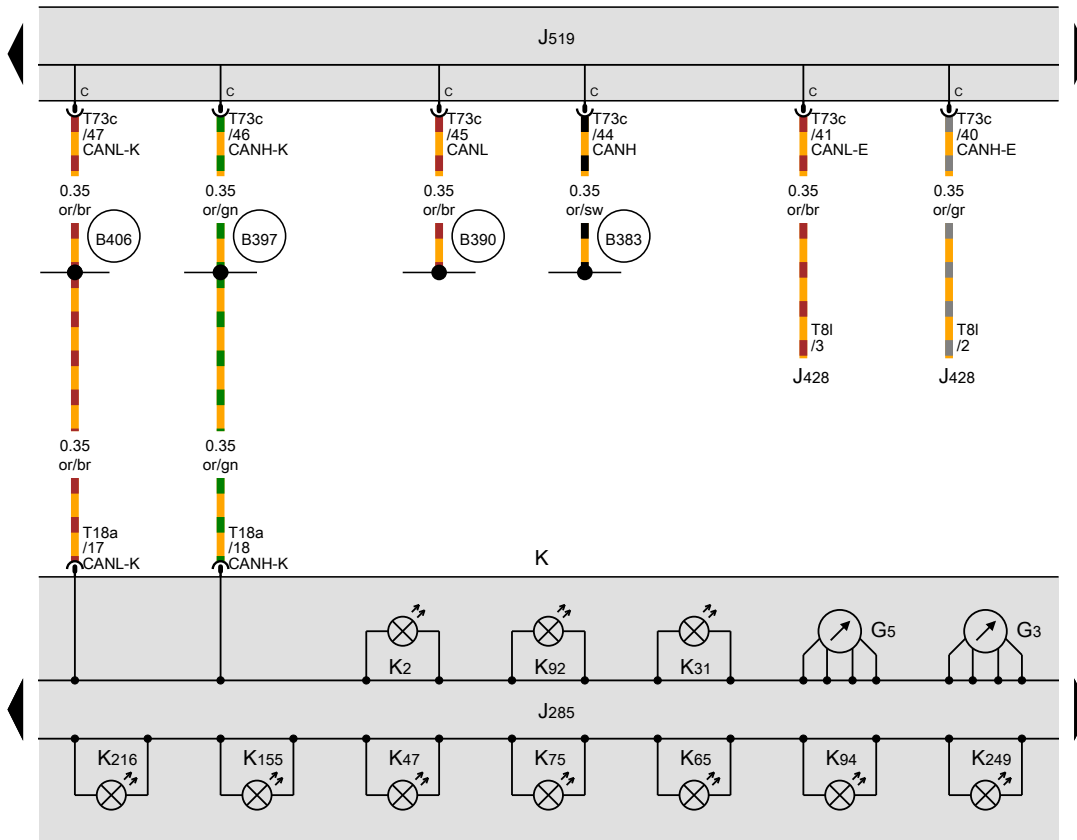 J519
c c c c c c
T73c T73c T73c T73c T73c T73c
/47 /46 /45 /44 /41 /40
CANL-K CANH-K CANL CANH CANL-E CANH-E
0.35 0.35 0.35 0.35 0.35 0.35
or/br or/gn or/br or/sw or/br or/gr
B406 B397 B390 B383
T8l T8l
/3 /2
J428 J428
0.35 0.35
or/br or/gn
T18a T18a
/17 /18
CANL-K CANH-K
K
G5 G3
K2 K92 K31
J285
K216 K155 K47 K75 K65 K94 K249